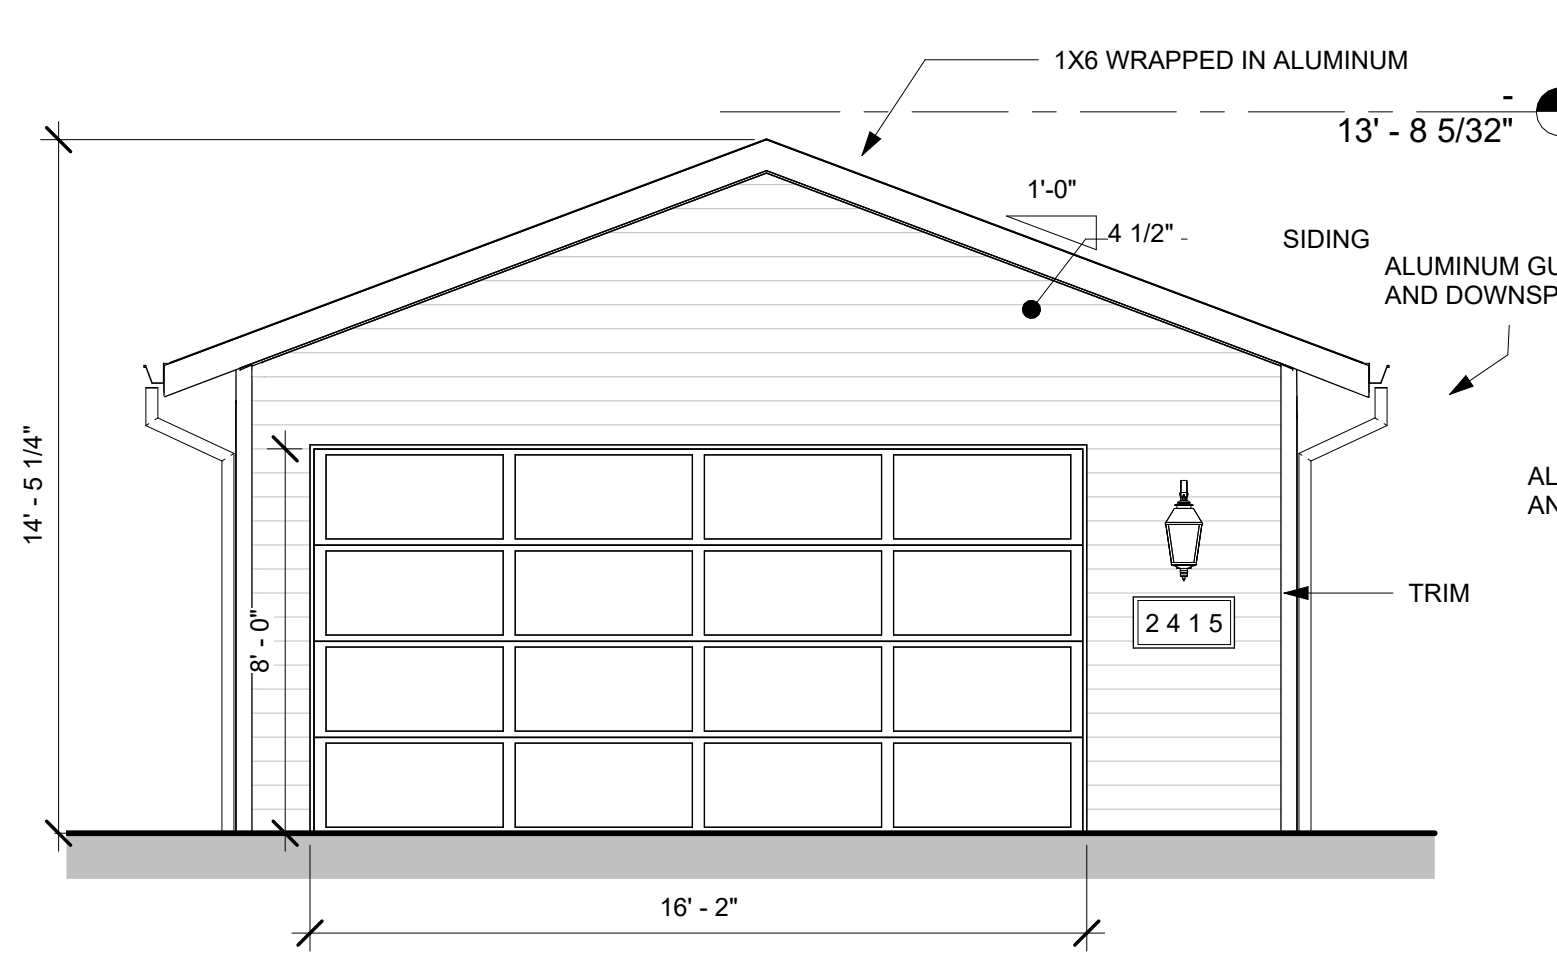 1X6 WRAPPED IN ALUMINUM
-
13' - 8 5/32"
1'-0"
4 1/2"
SIDING
ALUMINUM GU
AND DOWNSP
14' - 5 1/4"
AL
AN
8' - 0"
TRIM
2 4 1 5
16' - 2"